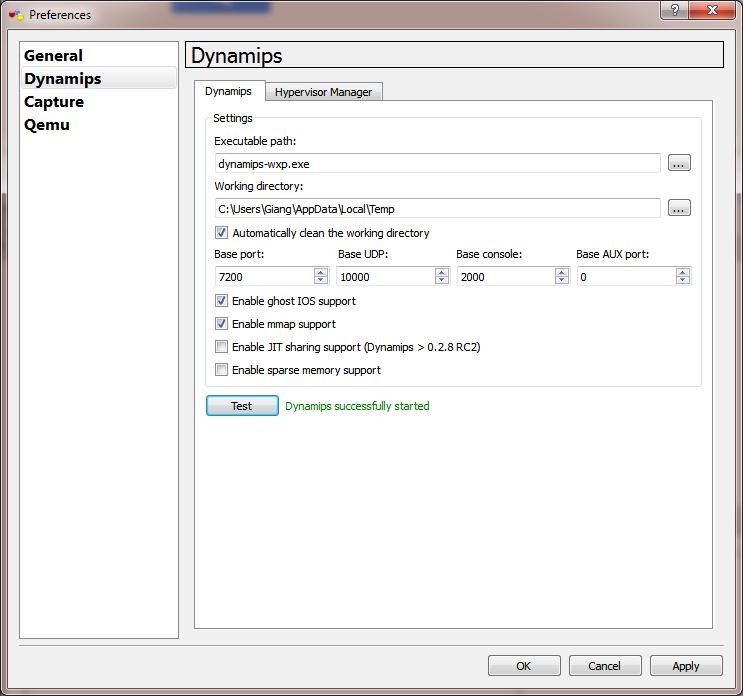 Preferences
?
General
Dynamips
Capture
Qemu
Dynamips
Dynamips Hypervisor Manager
Settings
Executable path:
dynamips-wxp.exe ...
Working directory:
C:\Users\Giang\AppData\Local\Temp ...
Automatically clean the working directory
Base port: Base UDP: Base console: Base AUX port:
7200 10000 2000 0
Enable ghost IOS support
Enable mmap support
Enable JIT sharing support (Dynamips > 0.2.8 RC2)
Enable sparse memory support
Test Dynamips successfully started
OK Cancel Apply